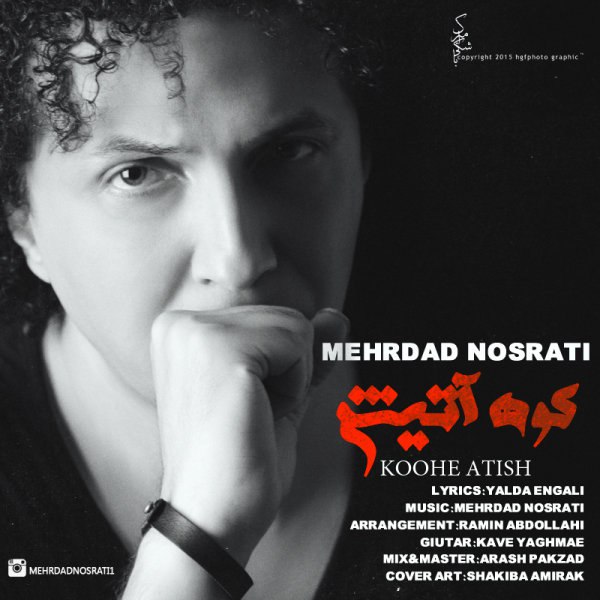 copyright 2015 hgfphoto graphic
MEHRDAD NOSRATI
کوه آتیش
KOOHE ATISH
LYRICS:YALDA ENGALI
MUSIC:MEHRDAD NOSRATI
ARRANGEMENT:RAMIN ABDOLLAHI
GIUTAR:KAVE YAGHMAE
MIX&MASTER:ARASH PAKZAD
COVER ART:SHAKIBA AMIRAK
MEHRDADNOSRATI1